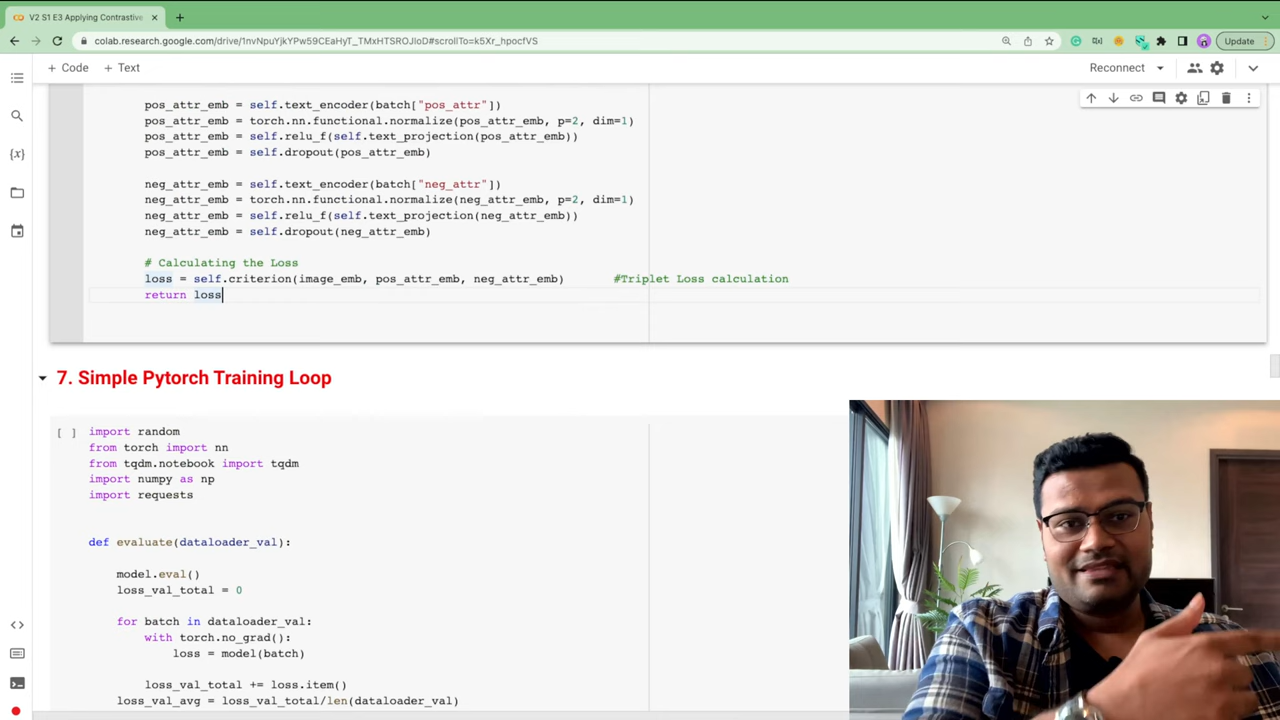 V2 S1 E3 Applying Contrastive
colab.research.google.com/drive/1nvNpuYjkYPw59CEaHyT_TMxHTSROJIoD#scrollTo=k5Xr_hpocfVS
Update
+ Code + Text
Reconnect
pos_attr_emb = self.text_encoder(batch["pos_attr"])
pos_attr_emb = torch.nn.functional.normalize(pos_attr_emb, p=2, dim=1)
pos_attr_emb = self.relu_f(self.text_projection(pos_attr_emb))
pos_attr_emb = self.dropout(pos_attr_emb)
neg_attr_emb = self.text_encoder(batch["neg_attr"])
neg_attr_emb = torch.nn.functional.normalize(neg_attr_emb, p=2, dim=1)
neg_attr_emb = self.relu_f(self.text_projection(neg_attr_emb))
neg_attr_emb = self.dropout(neg_attr_emb)
# Calculating the Loss
loss = self.criterion(image_emb, pos_attr_emb, neg_attr_emb) #Triplet Loss calculation
return loss
7. Simple Pytorch Training Loop
[ ] import random
from torch import nn
from tqdm.notebook import tqdm
import numpy as np
import requests
def evaluate(dataloader_val):
model.eval()
loss_val_total = 0
for batch in dataloader_val:
with torch.no_grad():
loss = model(batch)
loss_val_total += loss.item()
loss_val_avg = loss_val_total/len(dataloader_val)